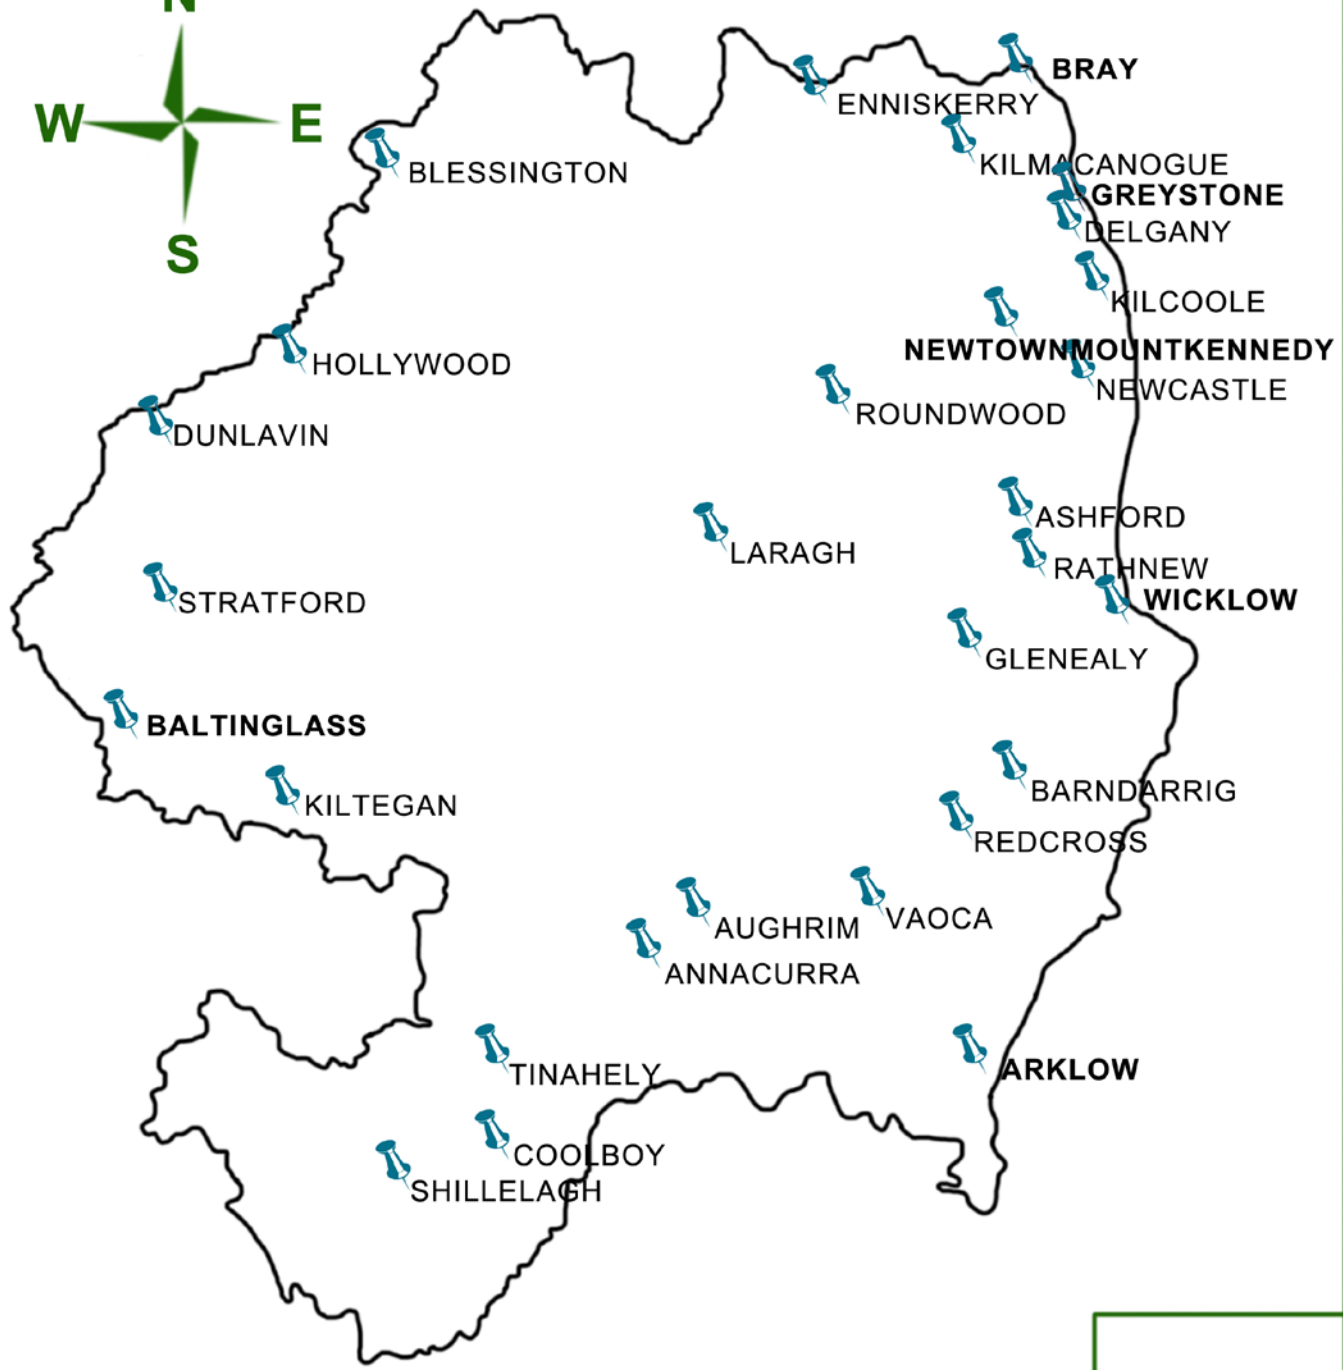 N
BRAY
ENNISKERRY
W
E
KILMACANOGUE
BLESSINGTON
GREYSTONE
DELGANY
S
KILCOOLE
NEWTOWNMOUNTKENNEDY
HOLLYWOOD
NEWCASTLE
ROUNDWOOD
DUNLAVIN
ASHFORD
LARAGH
RATHNEW
WICKLOW
STRATFORD
GLENEALY
BALTINGLASS
BARNDARRIG
KILTEGAN
REDCROSS
VAOCA
AUGHRIM
ANNACURRA
ARKLOW
TINAHELY
COOLBOY
SHILLELAGH